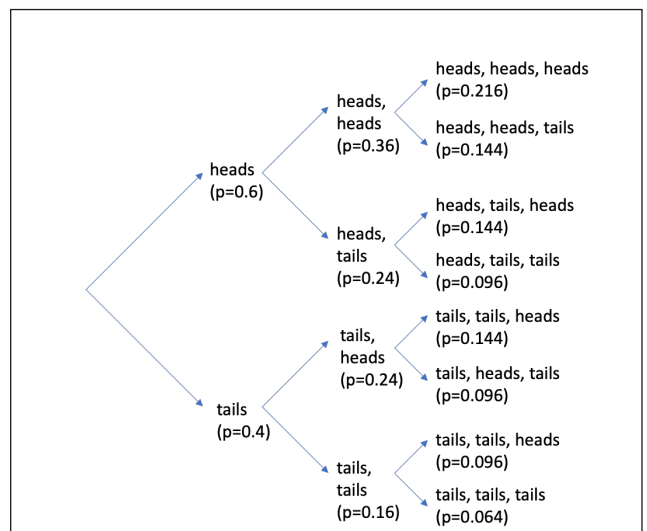 heads
(p=0.6)
tails
(p=0.4)
heads,
heads
(p=0.36)
heads,
tails
(p=0.24)
tails,
heads
(p=0.24)
tails,
tails
(p=0.16)
heads, heads, heads
(p=0.216)
heads, heads, tails
(p=0.144)
heads, tails, heads
(p=0.144)
heads, tails, tails
(p=0.096)
tails, tails, heads
(p=0.144)
tails, heads, tails
(p=0.096)
tails, tails, heads
(p=0.096)
tails, tails, tails
(p=0.064)